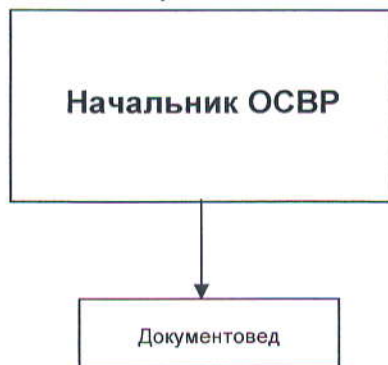 Начальник ОСВР
Документовед